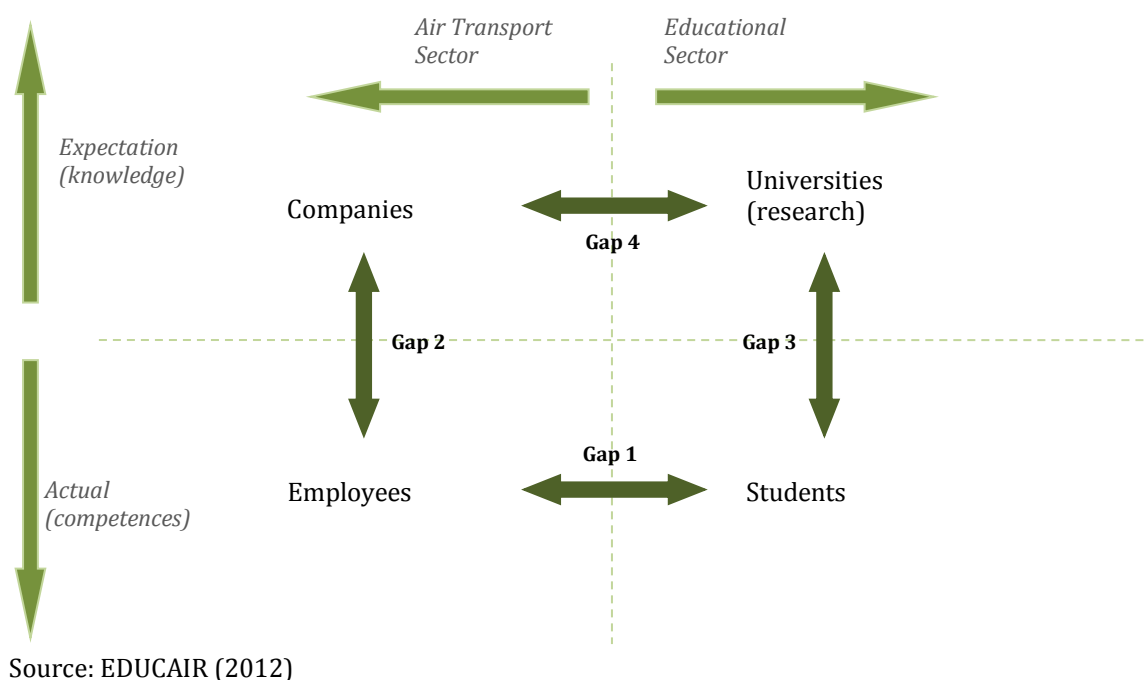 Air Transport
Sector
Educational
Sector
Expectation
(knowledge)
Companies
Universities
(research)
Gap 4
Gap 2
Gap 3
Gap 1
Employees
Students
Actual
(competences)
Source: EDUCAIR (2012)